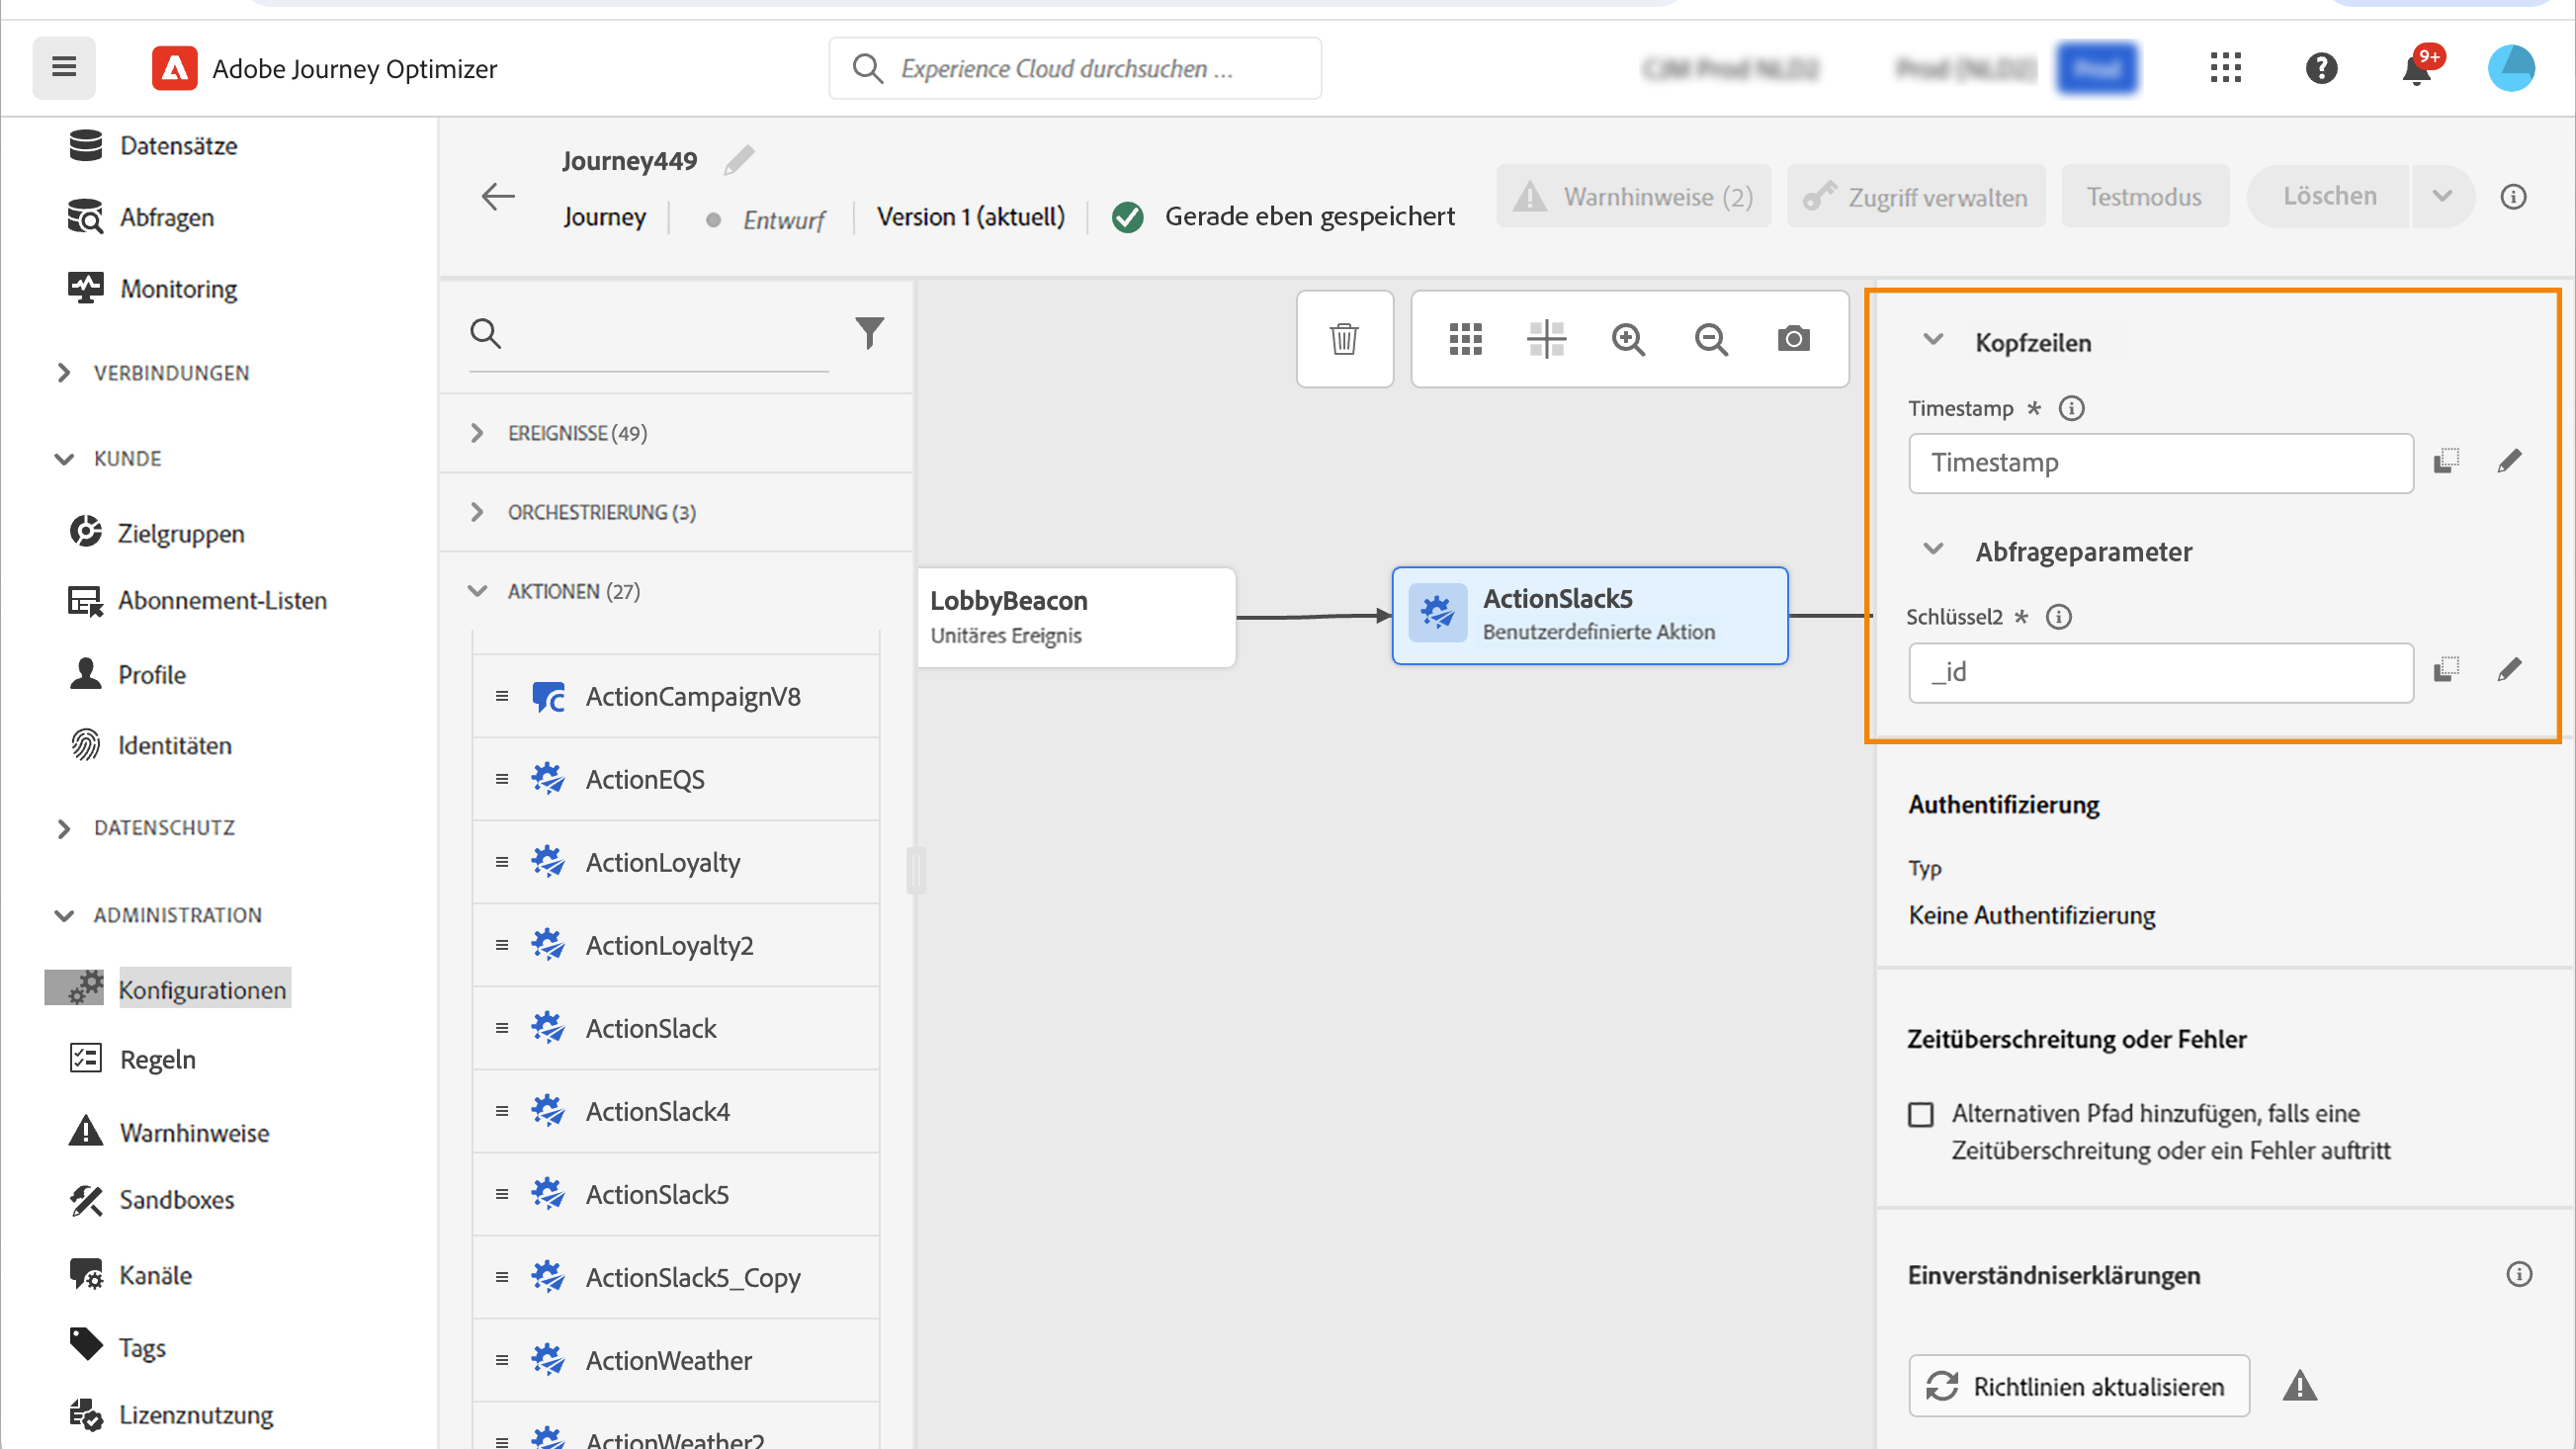 Adobe Journey Optimizer
Experience Cloud durchsuchen ...
9+
Datensätze
Abfragen
Monitoring
VERBINDUNGEN
KUNDE
Zielgruppen
Abonnement-Listen
Profile
Identitäten
DATENSCHUTZ
ADMINISTRATION
Konfigurationen
Regeln
Warnhinweise
Sandboxes
Kanäle
Tags
Lizenznutzung
Journey449
Journey
Entwurf
Version 1 (aktuell)
Gerade eben gespeichert
Warnhinweise (2)
Zugriff verwalten
Testmodus
Löschen
EREIGNISSE (49)
ORCHESTRIERUNG (3)
AKTIONEN (27)
ActionCampaignV8
ActionEQS
ActionLoyalty
ActionLoyalty2
ActionSlack
ActionSlack4
ActionSlack5
ActionSlack5_Copy
ActionWeather
ActionWeather2
LobbyBeacon
Unitäres Ereignis
ActionSlack5
Benutzerdefinierte Aktion
Kopfzeilen
Timestamp *
Timestamp
Abfrageparameter
Schlüssel2 *
_id
Authentifizierung
Typ
Keine Authentifizierung
Zeitüberschreitung oder Fehler
Alternativen Pfad hinzufügen, falls eine
Zeitüberschreitung oder ein Fehler auftritt
Einverständniserklärungen
Richtlinien aktualisieren